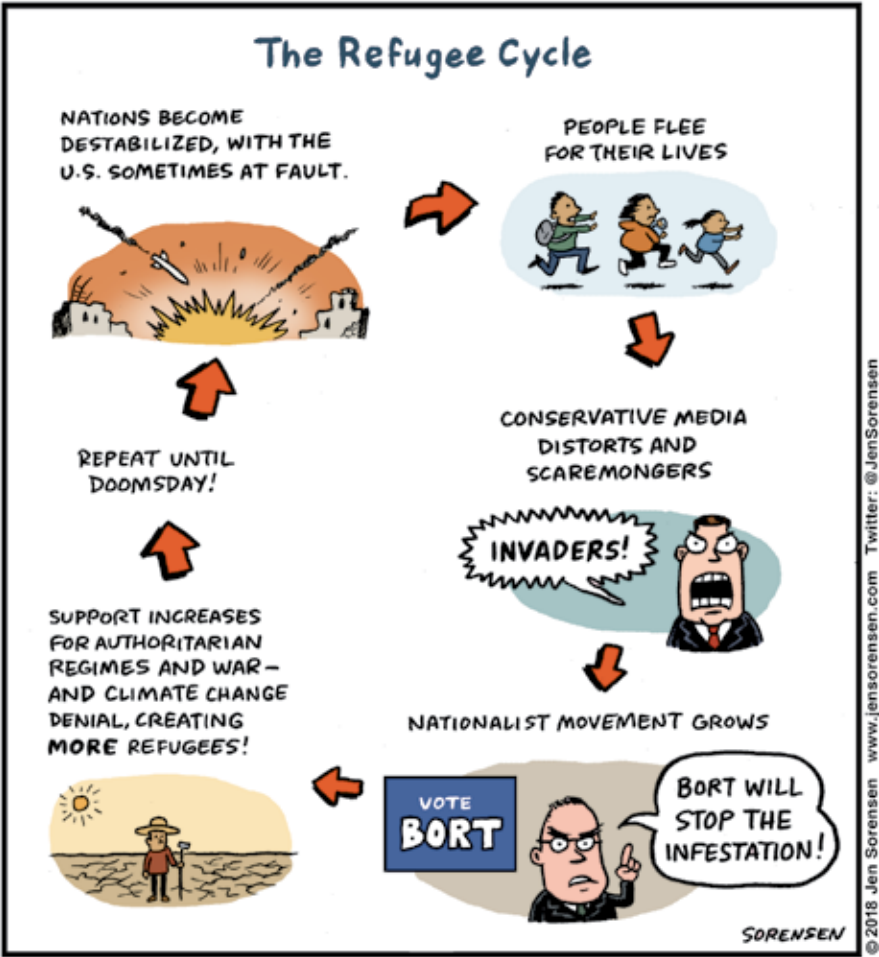 The Refugee Cycle
NATIONS BECOME
DESTABILIZED, WITH THE
U.S. SOMETIMES AT FAULT.
PEOPLE FLEE
FOR THEIR LIVES
CONSERVATIVE MEDIA
DISTORTS AND
SCAREMONGERS
INVADERS!
NATIONALIST MOVEMENT GROWS
VOTE
BORT
BORT WILL
STOP THE
INFESTATION!
SUPPORT INCREASES
FOR AUTHORITARIAN
REGIMES AND WAR—
AND CLIMATE CHANGE
DENIAL, CREATING
MORE REFUGEES!
REPEAT UNTIL
DOOMSDAY!
SORENSEN
© 2018 Jen Sorensen www.jensorensen.com Twitter: @JenSorensen